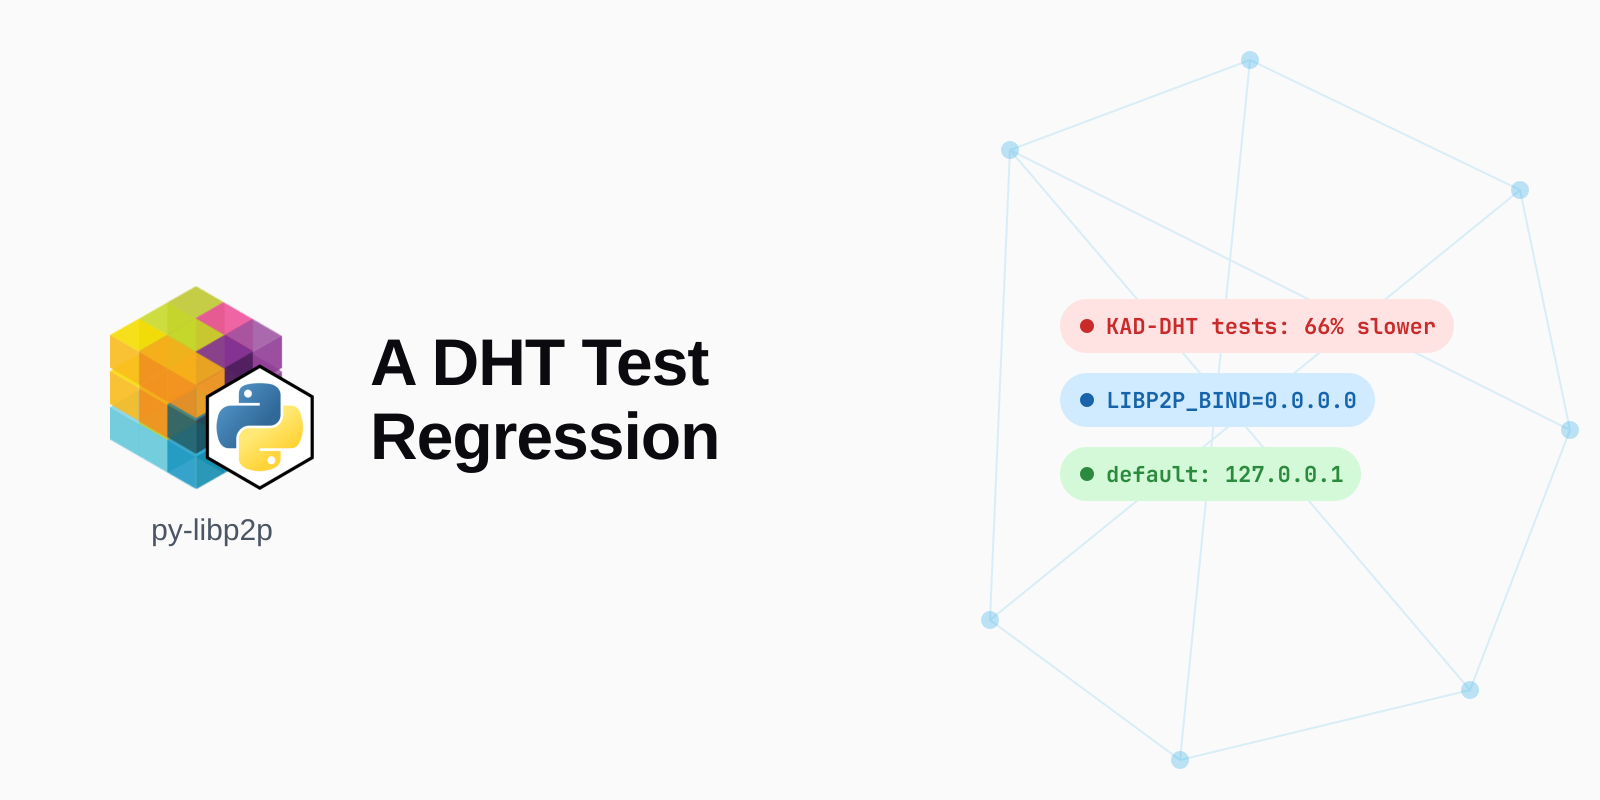 A DHT Test
Regression
py-libp2p
KAD-DHT tests: 66% slower
LIBP2P_BIND=0.0.0.0
default: 127.0.0.1